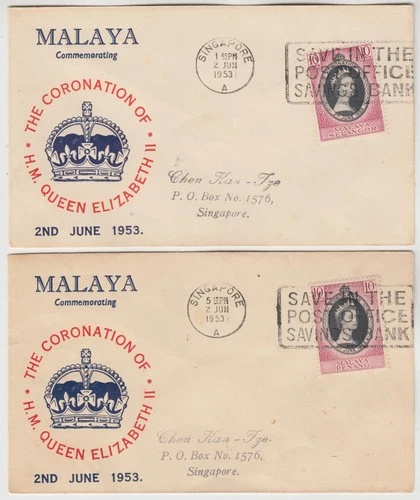 MALAYA
Commemorating
THE CORONATION OF
H.M. QUEEN ELIZABETH II
2ND JUNE 1953.
SINGAPORE
2 JUN
1953
A
SAVE IN THE
POST OFFICE
SAVINGS BANK
10
10
MALAYA
SELANGOR
Chen Kan-Tze
P. O. Box No. 1576,
Singapore.
MALAYA
Commemorating
THE CORONATION OF
H.M. QUEEN ELIZABETH II
2ND JUNE 1953.
SINGAPORE
2 JUN
1953
A
SAVE IN THE
POST OFFICE
SAVINGS BANK
10
10
MALAYA
PENANG
Chen Kan-Tze
P. O. Box No. 1576,
Singapore.